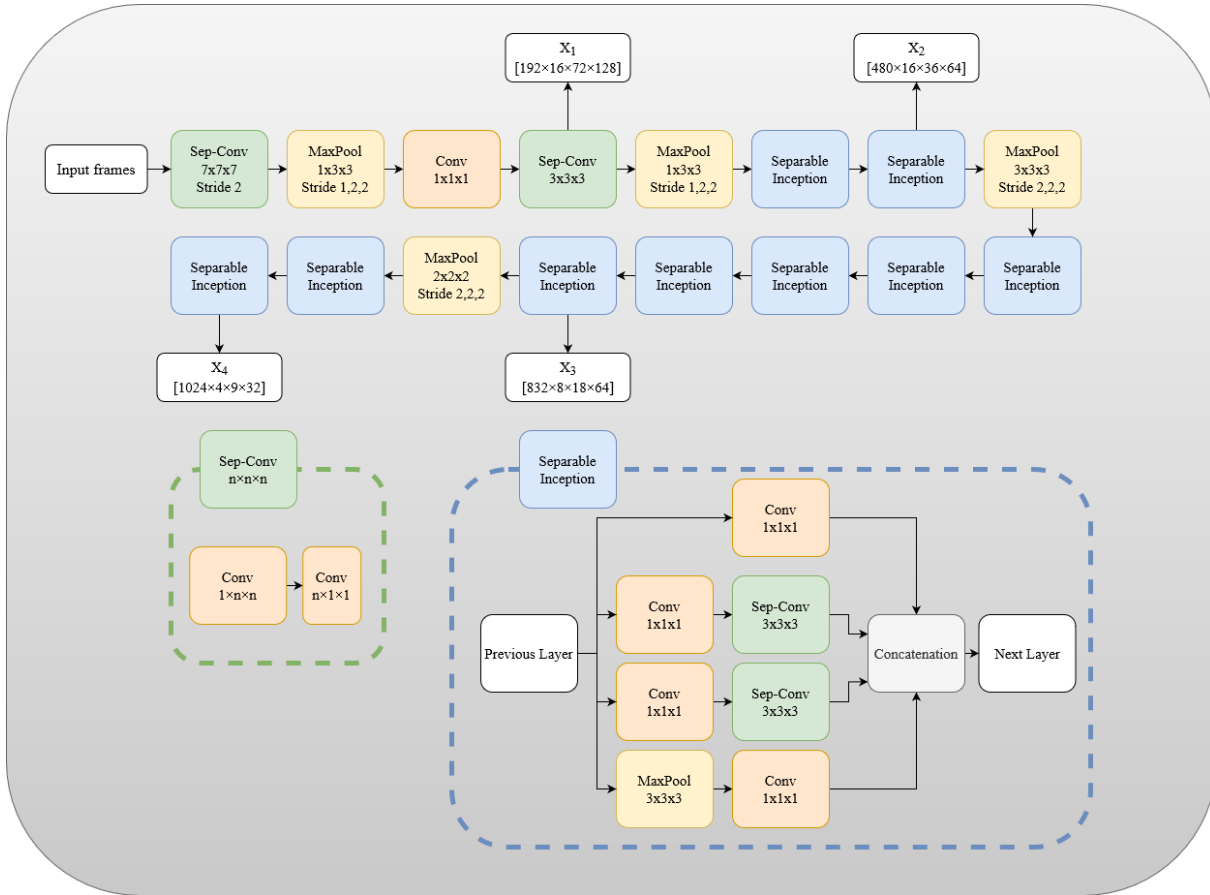 X1
[192×16×72×128]
X2
[480×16×36×64]
Input frames
Sep-Conv
7x7x7
Stride 2
MaxPool
1x3x3
Stride 1,2,2
Conv
1x1x1
Sep-Conv
3x3x3
MaxPool
1x3x3
Stride 1,2,2
Separable
Inception
Separable
Inception
MaxPool
3x3x3
Stride 2,2,2
Separable
Inception
Separable
Inception
MaxPool
2x2x2
Stride 2,2,2
Separable
Inception
Separable
Inception
Separable
Inception
Separable
Inception
Separable
Inception
X4
[1024×4×9×32]
X3
[832×8×18×64]
Sep-Conv
n×n×n
Conv
1×n×n
Conv
n×1×1
Separable
Inception
Conv
1x1x1
Conv
1x1x1
Sep-Conv
3x3x3
Previous Layer
Concatenation
Next Layer
Conv
1x1x1
Sep-Conv
3x3x3
MaxPool
3x3x3
Conv
1x1x1